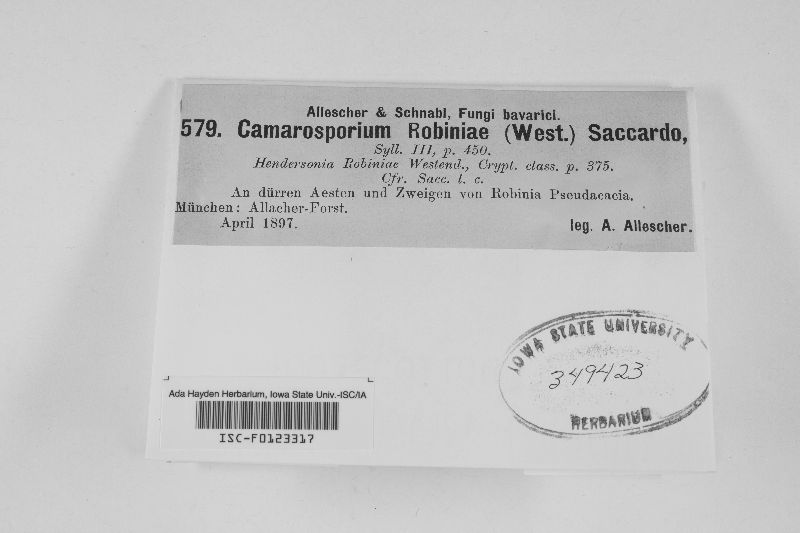 Allescher & Schnabl, Fungi bavarici.
579. Camarosporium Robiniae (West.) Saccardo,
Syll. III, p. 450.
Hendersonia Robiniae Westend., Crypt. class. p. 375.
Cfr. Sacc. l. c.
An dürren Aesten und Zweigen von Robinia Pseudacacia.
München: Allacher-Forst.
April 1897.
leg. A. Allescher.
IOWA STATE UNIVERSITY
349423
HERBARIUM
Ada Hayden Herbarium, Iowa State Univ.-ISC/IA
ISC-F0123317